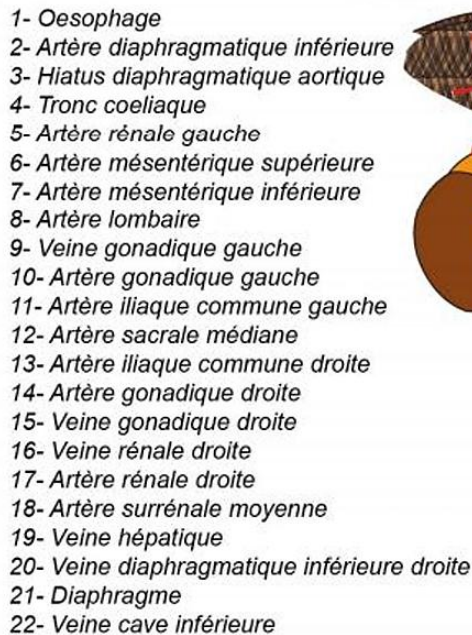 1- Oesophage
2- Artère diaphragmatique inférieure
3- Hiatus diaphragmatique aortique
4- Tronc coeliaque
5- Artère rénale gauche
6- Artère mésentérique supérieure
7- Artère mésentérique inférieure
8- Artère lombaire
9- Veine gonadique gauche
10- Artère gonadique gauche
11- Artère iliaque commune gauche
12- Artère sacrale médiane
13- Artère iliaque commune droite
14- Artère gonadique droite
15- Veine gonadique droite
16- Veine rénale droite
17- Artère rénale droite
18- Artère surrénale moyenne
19- Veine hépatique
20- Veine diaphragmatique inférieure droite
21- Diaphragme
22- Veine cave inférieure